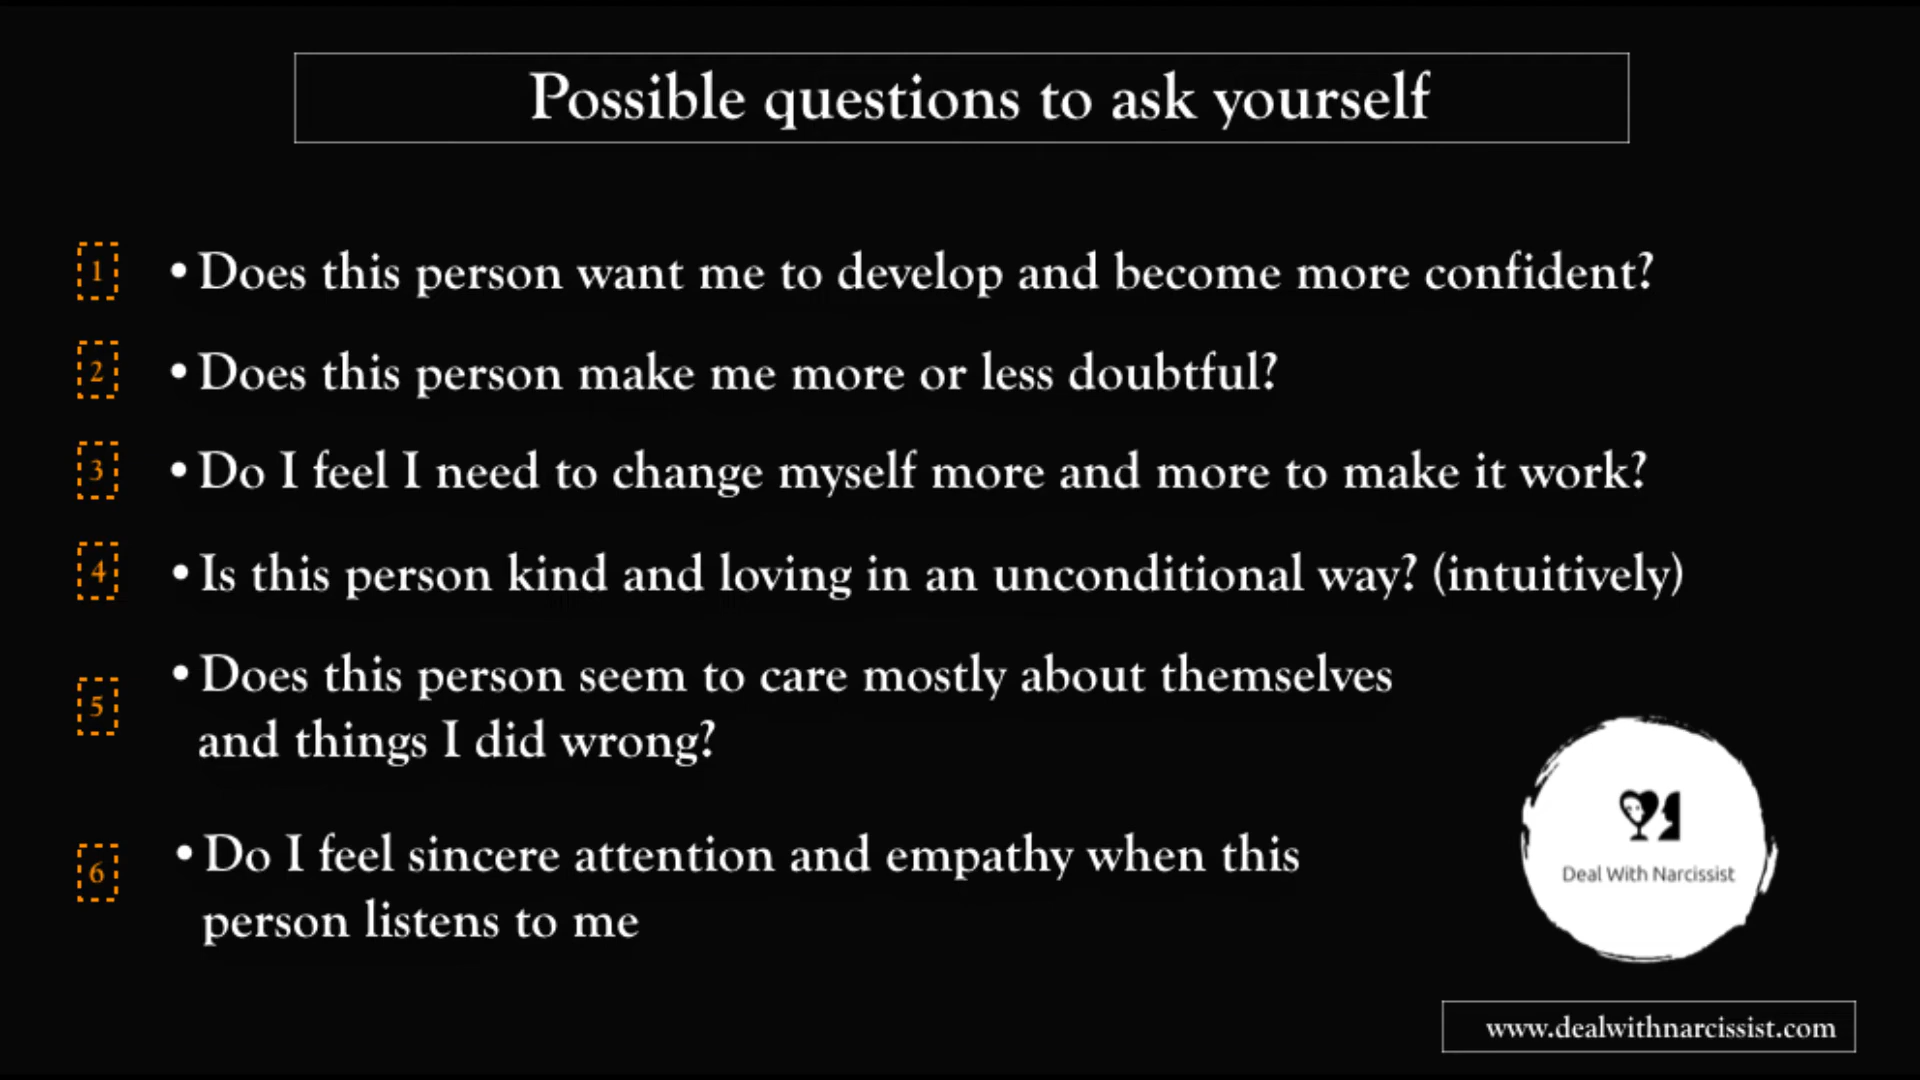 Possible questions to ask yourself
1 • Does this person want me to develop and become more confident?
2 • Does this person make me more or less doubtful?
3 • Do I feel I need to change myself more and more to make it work?
4 • Is this person kind and loving in an unconditional way? (intuitively)
5 • Does this person seem to care mostly about themselves
and things I did wrong?
6 • Do I feel sincere attention and empathy when this
person listens to me
Deal With Narcissist
www.dealwithnarcissist.com